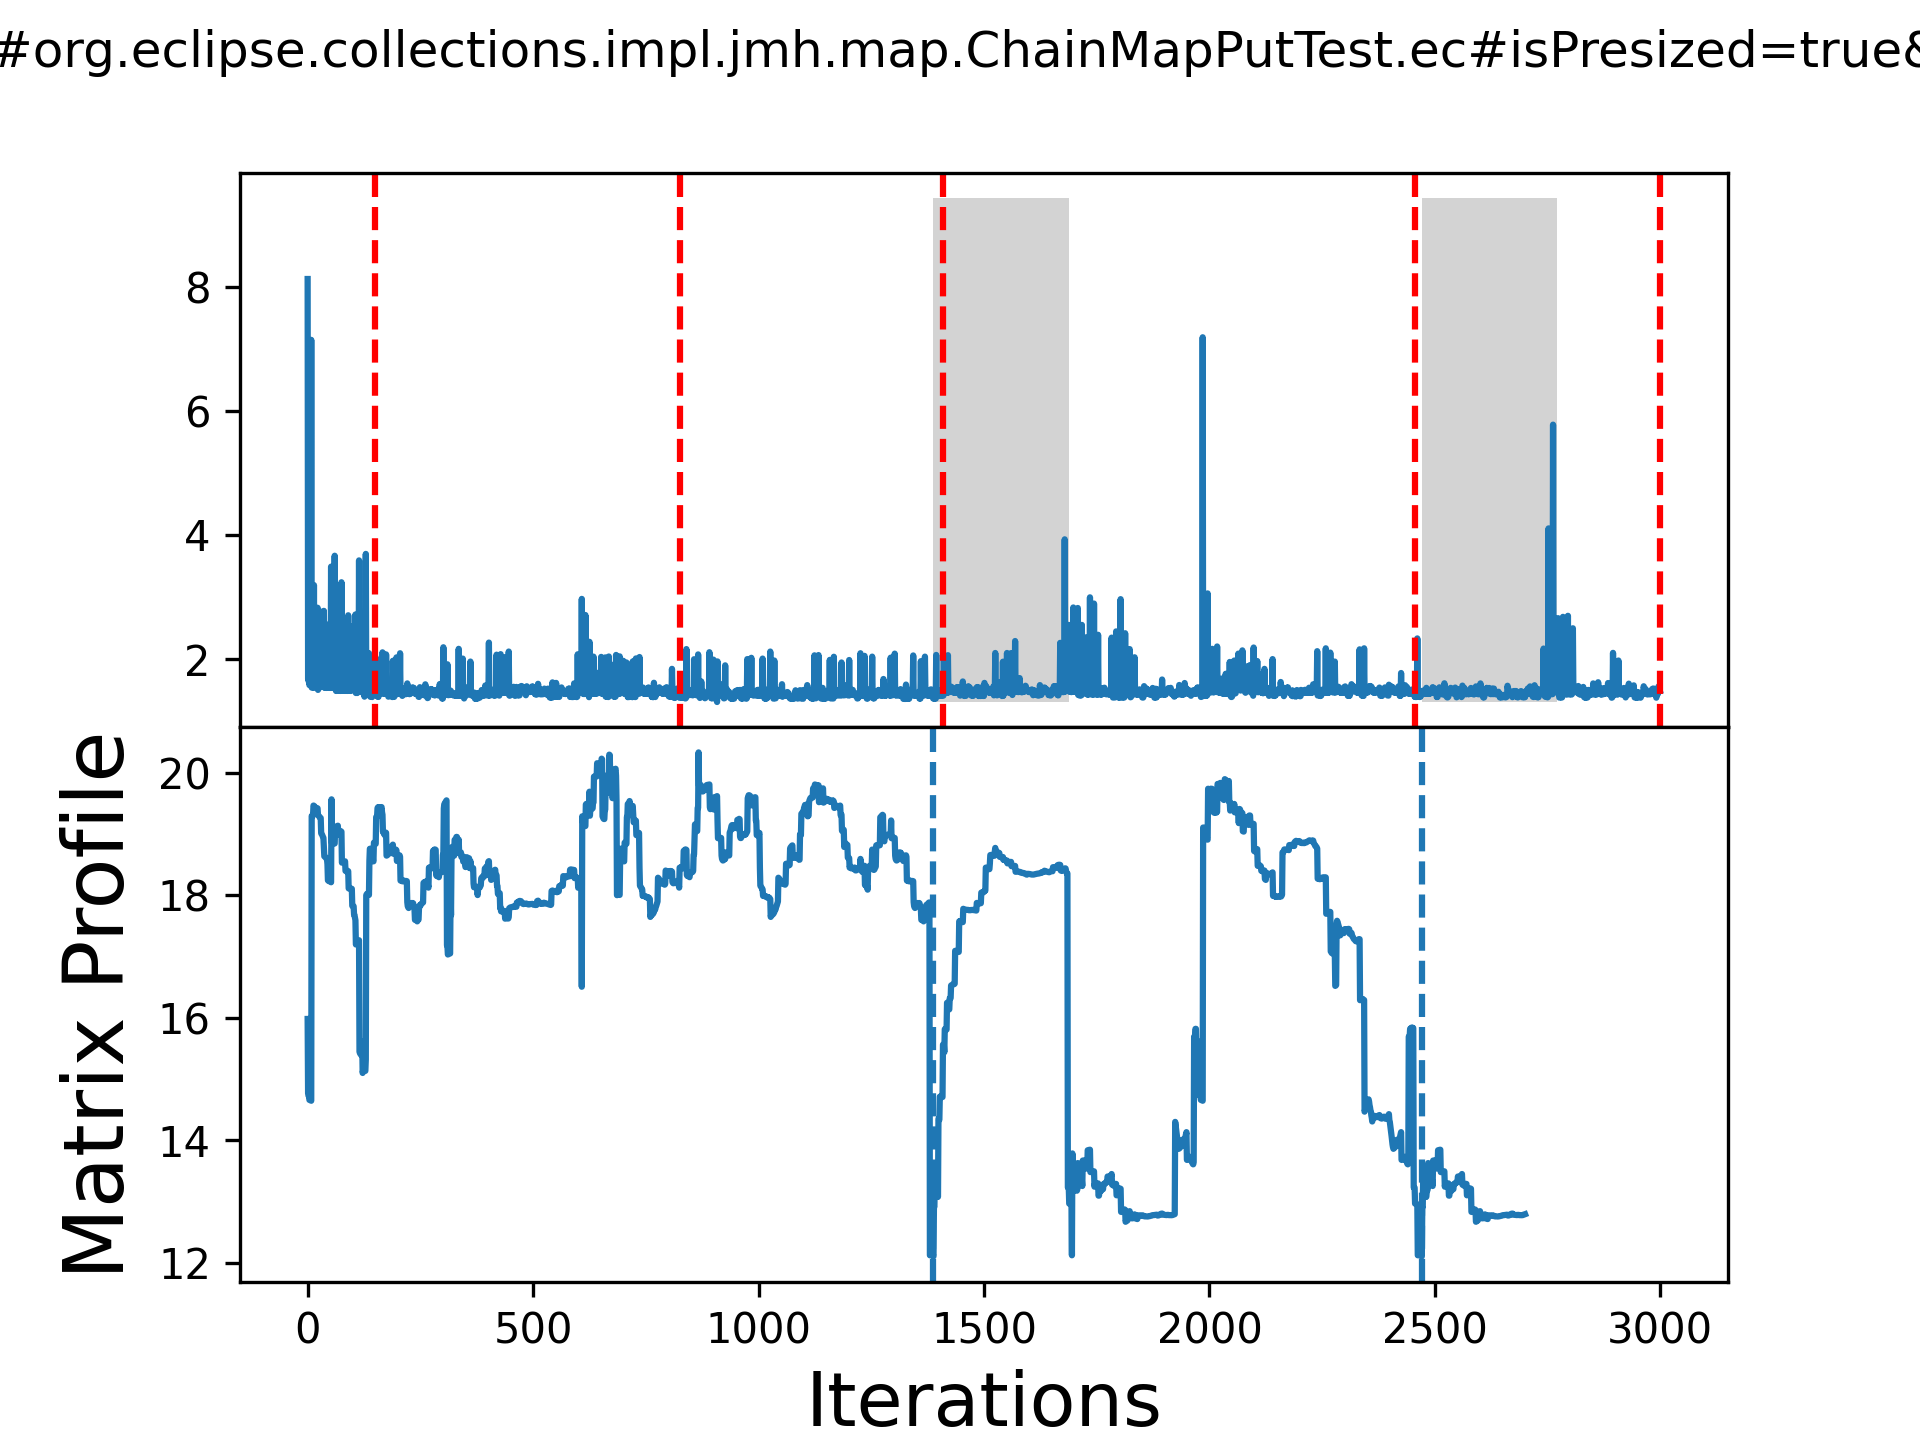 #org.eclipse.collections.impl.jmh.map.ChainMapPutTest.ec#isPresized=true&
8
6
4
2
Matrix Profile
20
18
16
14
12
0 500 1000 1500 2000 2500 3000
Iterations